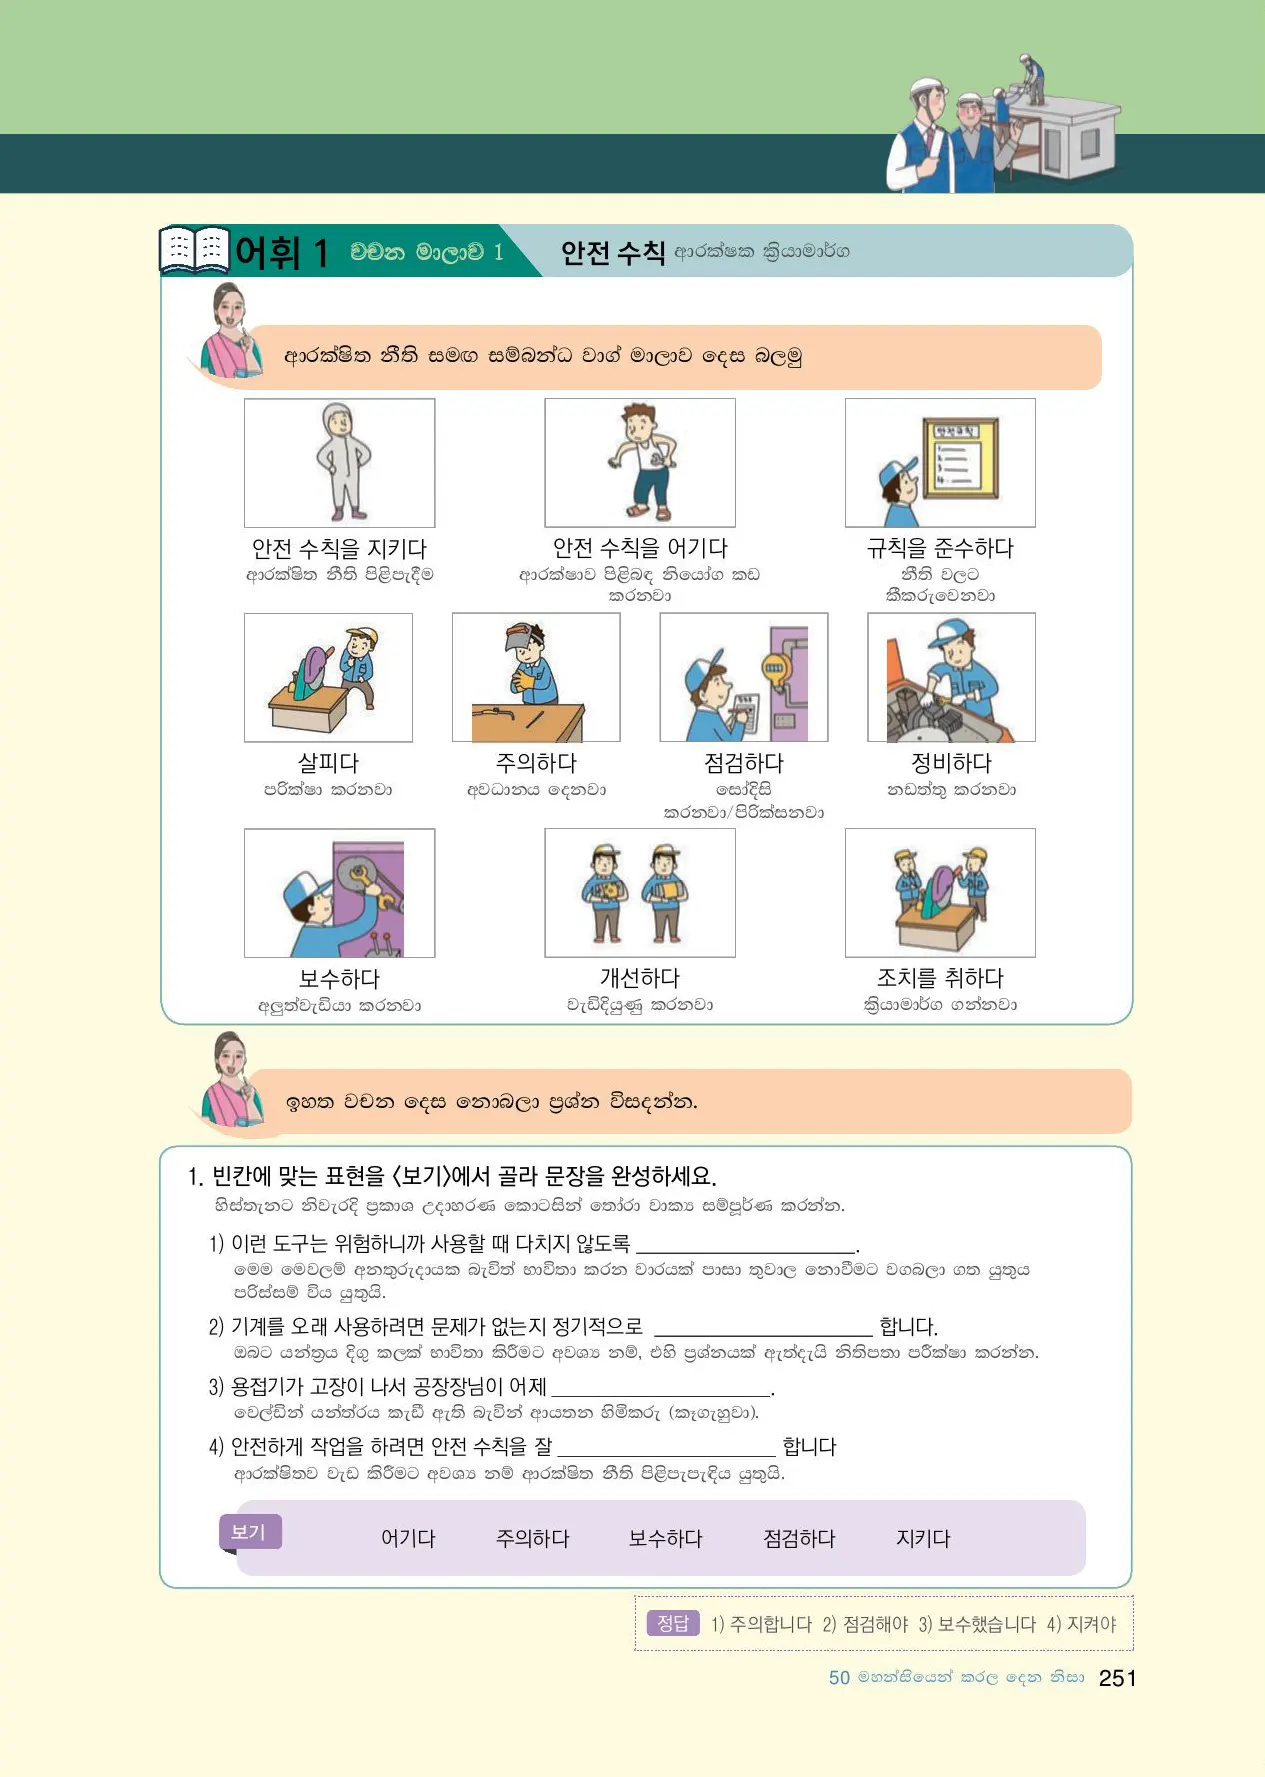 어휘 1 වචන මාලාව 1 안전 수칙 ආරක්ෂක ක්‍රියාමාර්ග
ආරක්ෂිත නීති සමඟ සම්බන්ධ වාග් මාලාව දෙස බලමු
안전규칙
1.
2.
3.
4.
안전 수칙을 지키다 안전 수칙을 어기다 규칙을 준수하다
ආරක්ෂිත නීති පිළිපැදීම ආරක්ෂාව පිළිබඳ නියෝග කඩ නීති වලට
කරනවා කීකරුවෙනවා
살피다 주의하다 점검하다 정비하다
පරික්ෂා කරනවා අවධානය දෙනවා සෝදිසි නඩත්තු කරනවා
කරනවා/පිරික්සනවා
보수하다 개선하다 조치를 취하다
අලුත්වැඩියා කරනවා වැඩිදියුණු කරනවා ක්‍රියාමාර්ග ගන්නවා
ඉහත වචන දෙස නොබලා ප්‍රශ්න විසදන්න.
1. 빈칸에 맞는 표현을 〈보기〉에서 골라 문장을 완성하세요.
හිස්තැනට නිවැරදි ප්‍රකාශ උදාහරණ කොටසින් තෝරා වාක්‍ය සම්පූර්ණ කරන්න.
1) 이런 도구는 위험하니까 사용할 때 다치지 않도록 ____________________.
මෙම මෙවලම් අනතුරුදායක බැවිත් භාවිතා කරන වාරයක් පාසා තුවාල නොවීමට වගබලා ගත යුතුය
පරිස්සම් විය යුතුයි.
2) 기계를 오래 사용하려면 문제가 없는지 정기적으로 ____________________ 합니다.
ඔබට යන්ත්‍රය දිගු කලක් භාවිතා කිරීමට අවශ්‍ය නම්, එහි ප්‍රශ්නයක් ඇත්දැයි නිතිපතා පරීක්ෂා කරන්න.
3) 용접기가 고장이 나서 공장장님이 어제 ____________________.
වෙල්ඩින් යන්ත්රය කැඩී ඇති බැවින් ආයතන හිමිකරු (කෑගැහුවා).
4) 안전하게 작업을 하려면 안전 수칙을 잘 ____________________ 합니다
ආරක්ෂිතව වැඩ කිරීමට අවශ්‍ය නම් ආරක්ෂිත නීති පිළිපැපැඳිය යුතුයි.
보기 어기다 주의하다 보수하다 점검하다 지키다
정답 1) 주의합니다 2) 점검해야 3) 보수했습니다 4) 지켜야
50 මහන්සියෙන් කරල දෙන නිසා 251